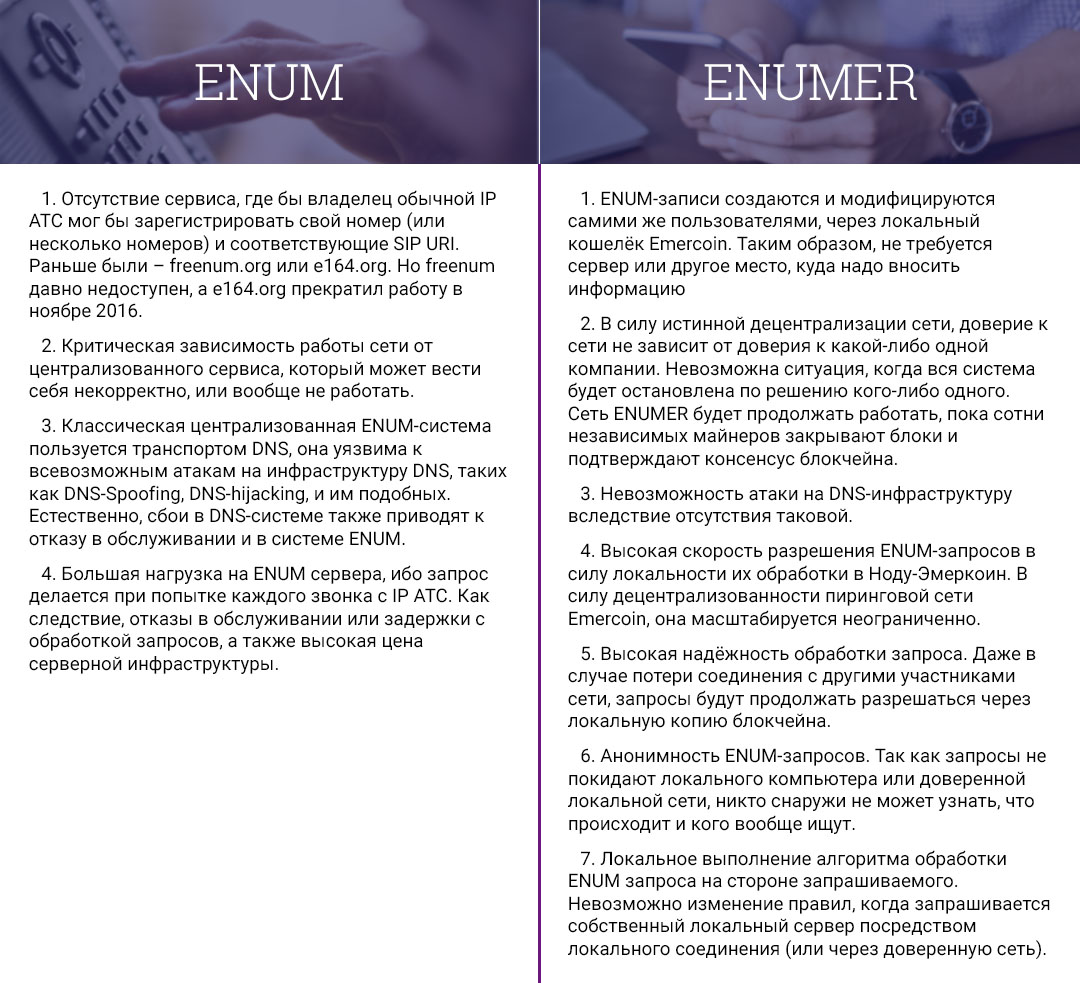 ENUM
1. Отсутствие сервиса, где бы владелец обычной IP
АТС мог бы зарегистрировать свой номер (или
несколько номеров) и соответствующие SIP URI.
Раньше были – freenum.org или e164.org. Но freenum
давно недоступен, а e164.org прекратил работу в
ноябре 2016.
2. Критическая зависимость работы сети от
централизованного сервиса, который может вести
себя некорректно, или вообще не работать.
3. Классическая централизованная ENUM-система
пользуется транспортом DNS, она уязвима к
всевозможным атакам на инфраструктуру DNS, таких
как DNS-Spoofing, DNS-hijacking, и им подобных.
Естественно, сбои в DNS-системе также приводят к
отказу в обслуживании и в системе ENUM.
4. Большая нагрузка на ENUM сервера, ибо запрос
делается при попытке каждого звонка с IP АТС. Как
следствие, отказы в обслуживании или задержки с
обработкой запросов, а также высокая цена
серверной инфраструктуры.
ENUMER
1. ENUM-записи создаются и модифицируются
самими же пользователями, через локальный
кошелёк Emercoin. Таким образом, не требуется
сервер или другое место, куда надо вносить
информацию
2. В силу истинной децентрализации сети, доверие к
сети не зависит от доверия к какой-либо одной
компании. Невозможна ситуация, когда вся система
будет остановлена по решению кого-либо одного.
Сеть ENUMER будет продолжать работать, пока сотни
независимых майнеров закрывают блоки и
подтверждают консенсус блокчейна.
3. Невозможность атаки на DNS-инфраструктуру
вследствие отсутствия таковой.
4. Высокая скорость разрешения ENUM-запросов в
силу локальности их обработки в Ноду-Эмеркоин. В
силу децентрализованности пиринговой сети
Emercoin, она масштабируется неограниченно.
5. Высокая надёжность обработки запроса. Даже в
случае потери соединения с другими участниками
сети, запросы будут продолжать разрешаться через
локальную копию блокчейна.
6. Анонимность ENUM-запросов. Так как запросы не
покидают локального компьютера или доверенной
локальной сети, никто снаружи не может узнать, что
происходит и кого вообще ищут.
7. Локальное выполнение алгоритма обработки
ENUM запроса на стороне запрашиваемого.
Невозможно изменение правил, когда запрашивается
собственный локальный сервер посредством
локального соединения (или через доверенную сеть).